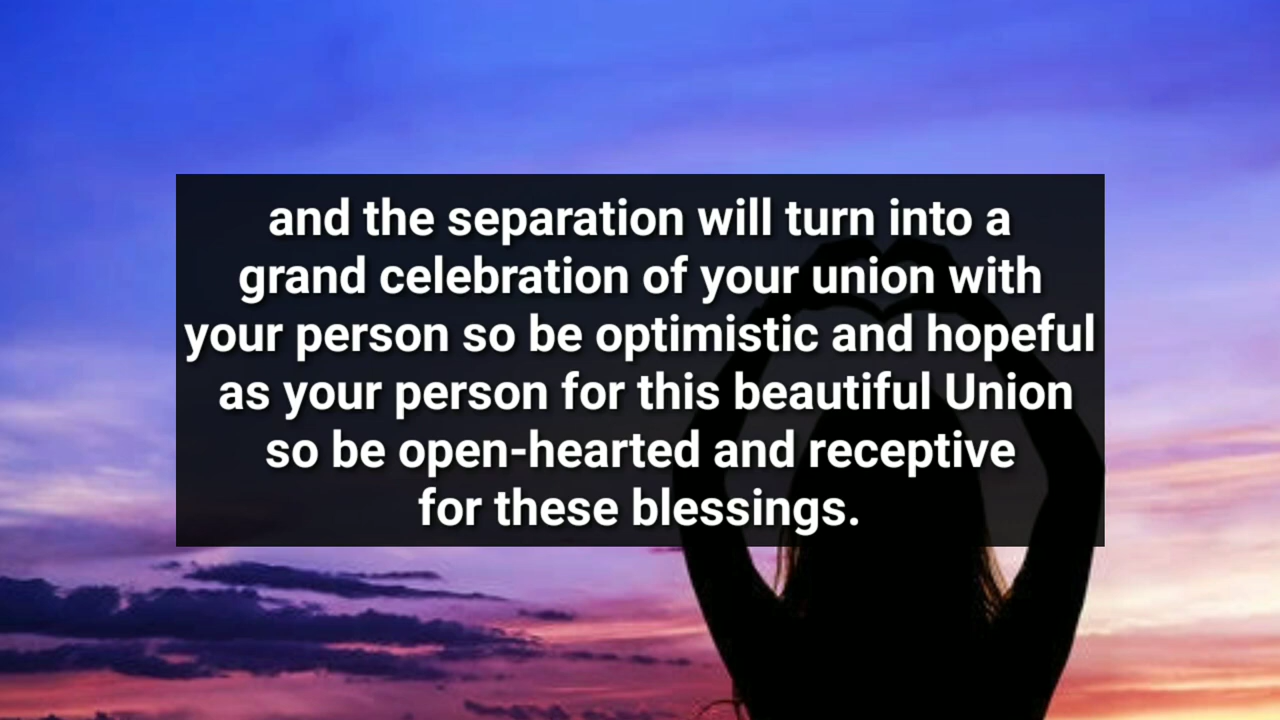 and the separation will turn into a
grand celebration of your union with
your person so be optimistic and hopeful
as your person for this beautiful Union
so be open-hearted and receptive
for these blessings.